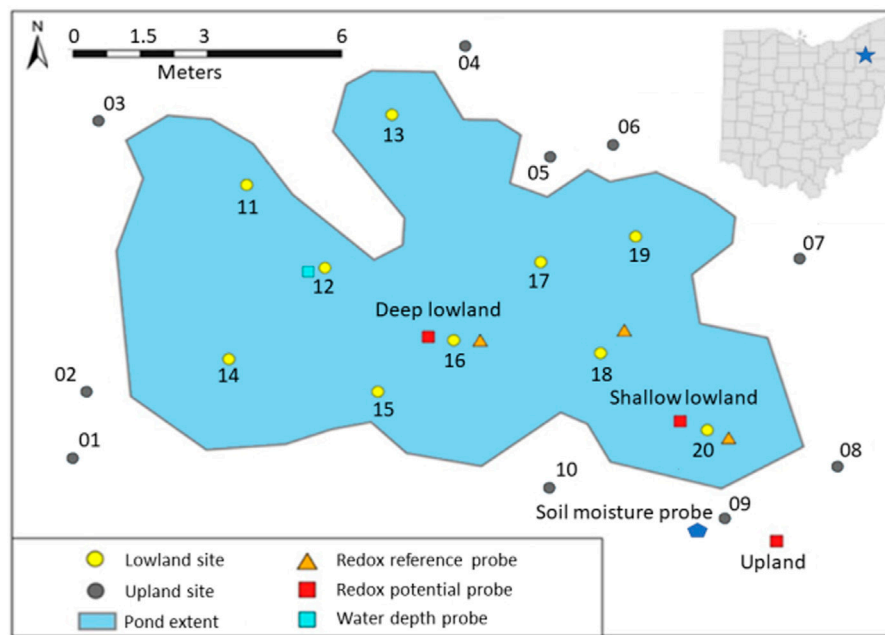 N
0 1.5 3 6
Meters
04
03
13
06
05
11
19
07
17
12
Deep lowland
16
18
14
Shallow lowland
02
15
20
01
08
10
09
Soil moisture probe
Upland
Lowland site
Redox reference probe
Upland site
Redox potential probe
Pond extent
Water depth probe